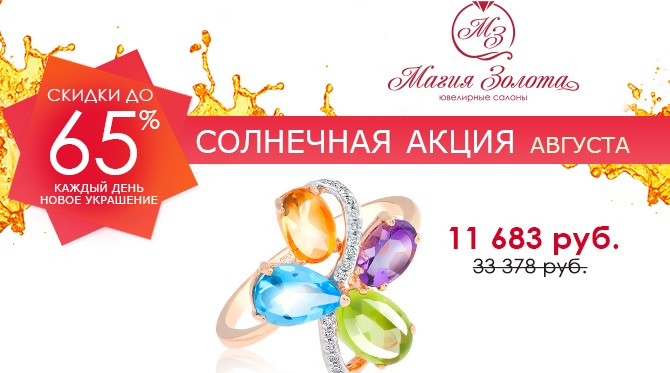 МЗ
Магия Золота
ювелирные салоны
СКИДКИ ДО
65%
КАЖДЫЙ ДЕНЬ
НОВОЕ УКРАШЕНИЕ
СОЛНЕЧНАЯ АКЦИЯ АВГУСТА
11 683 руб.
33 378 руб.